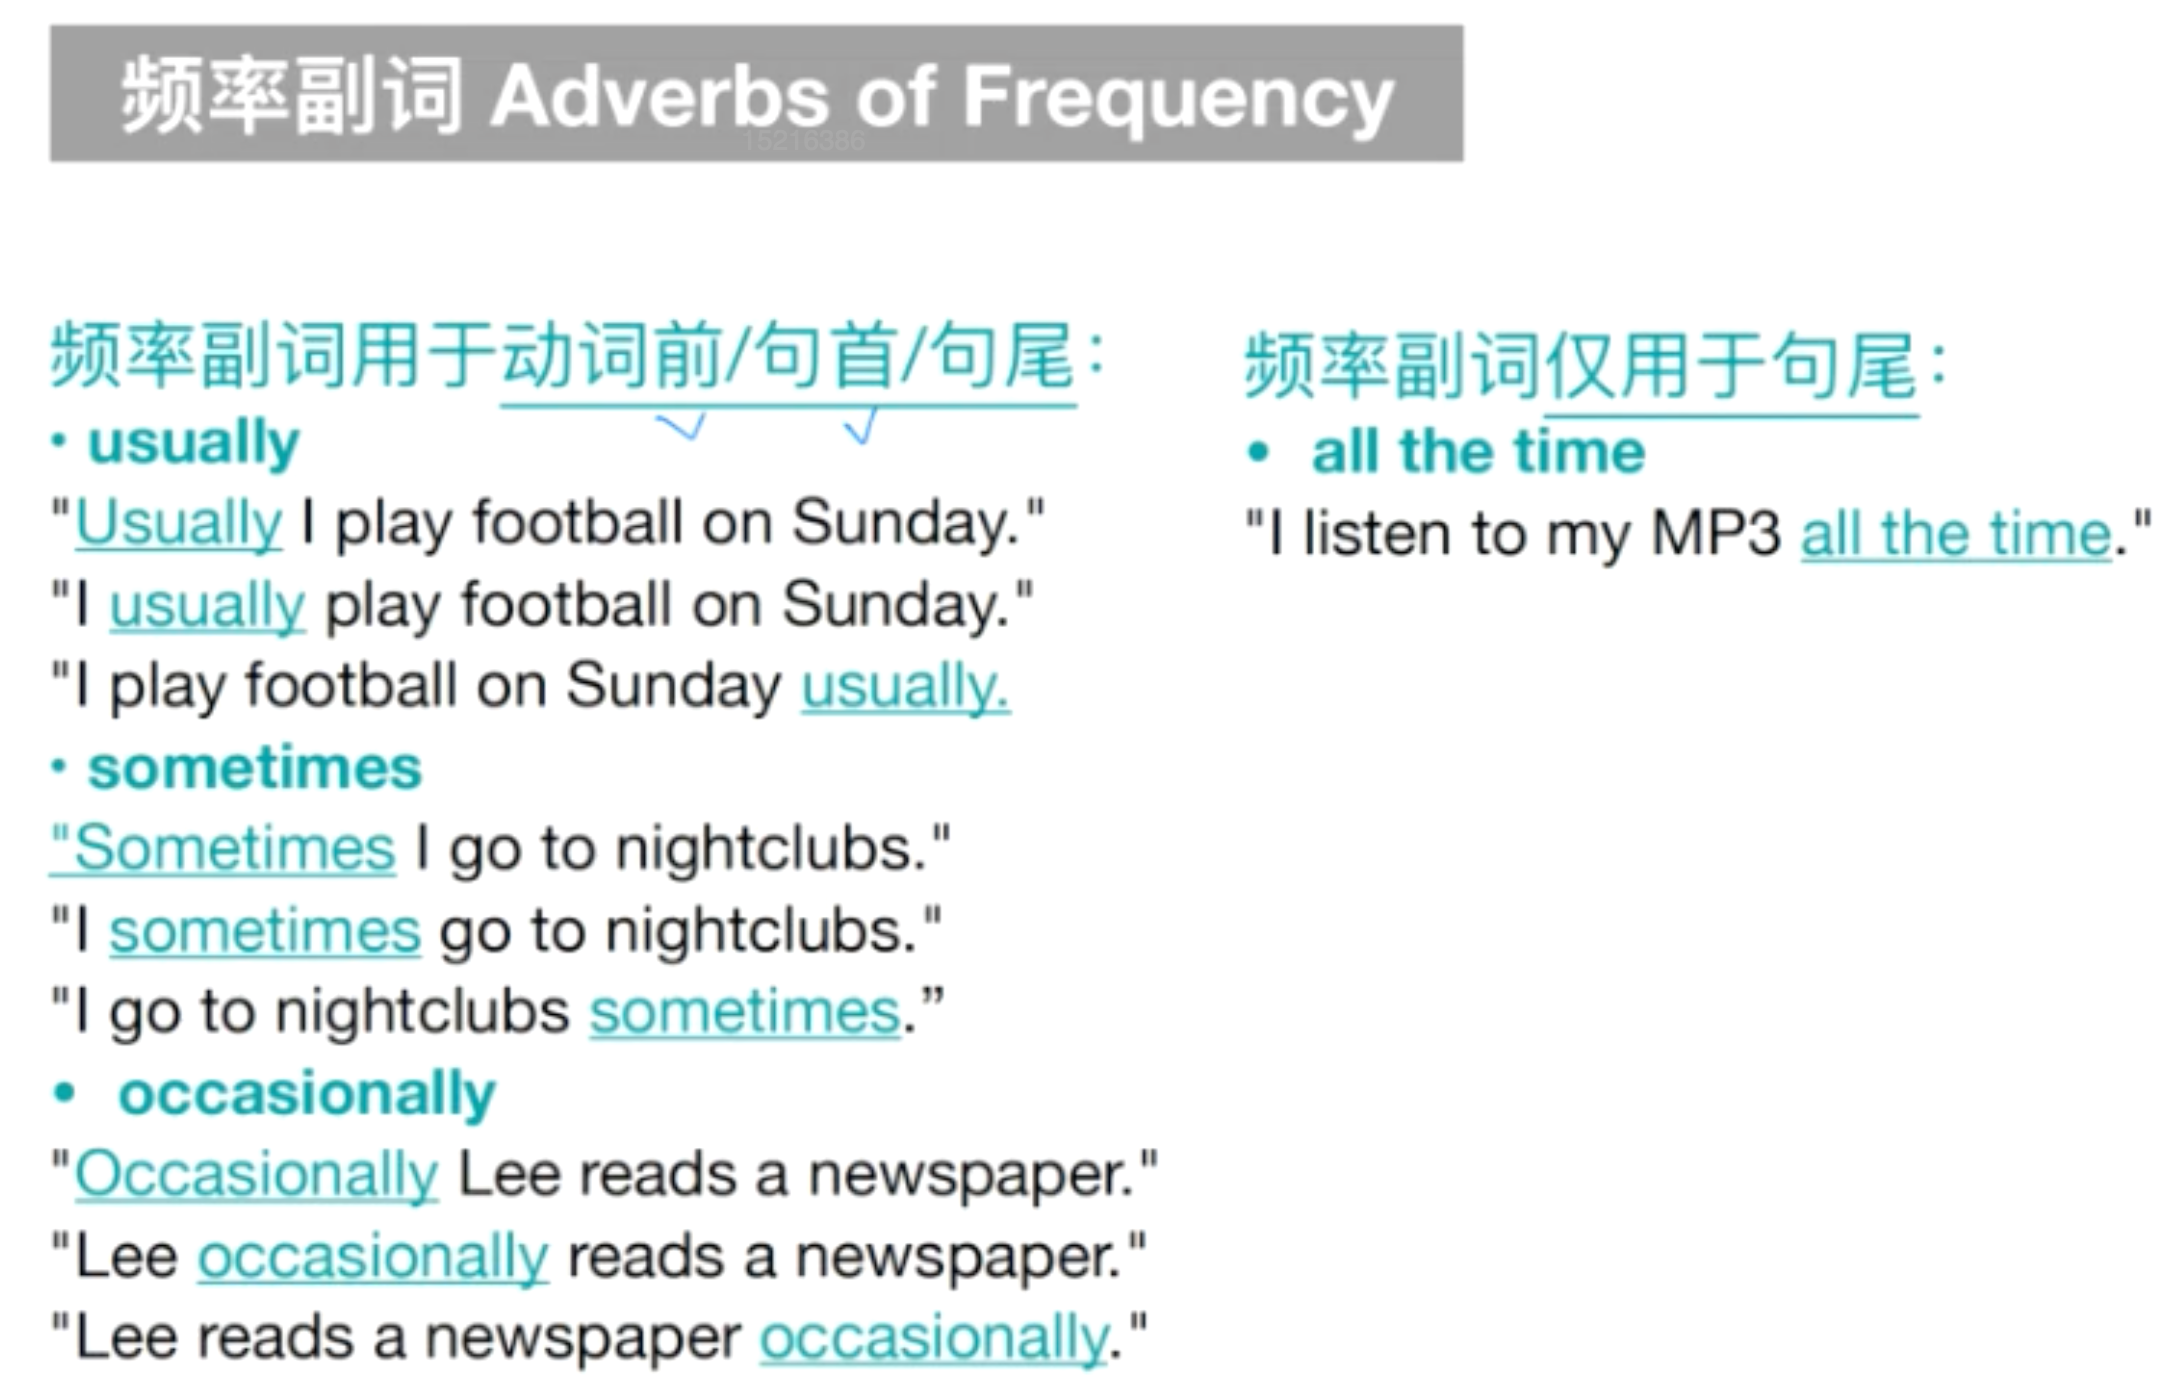 频率副词 Adverbs of Frequency
15216386
频率副词用于动词前/句首/句尾：
• usually
"Usually I play football on Sunday."
"I usually play football on Sunday."
"I play football on Sunday usually.
• sometimes
"Sometimes I go to nightclubs."
"I sometimes go to nightclubs."
"I go to nightclubs sometimes.”
• occasionally
"Occasionally Lee reads a newspaper."
"Lee occasionally reads a newspaper."
"Lee reads a newspaper occasionally."
频率副词仅用于句尾：
• all the time
"I listen to my MP3 all the time."